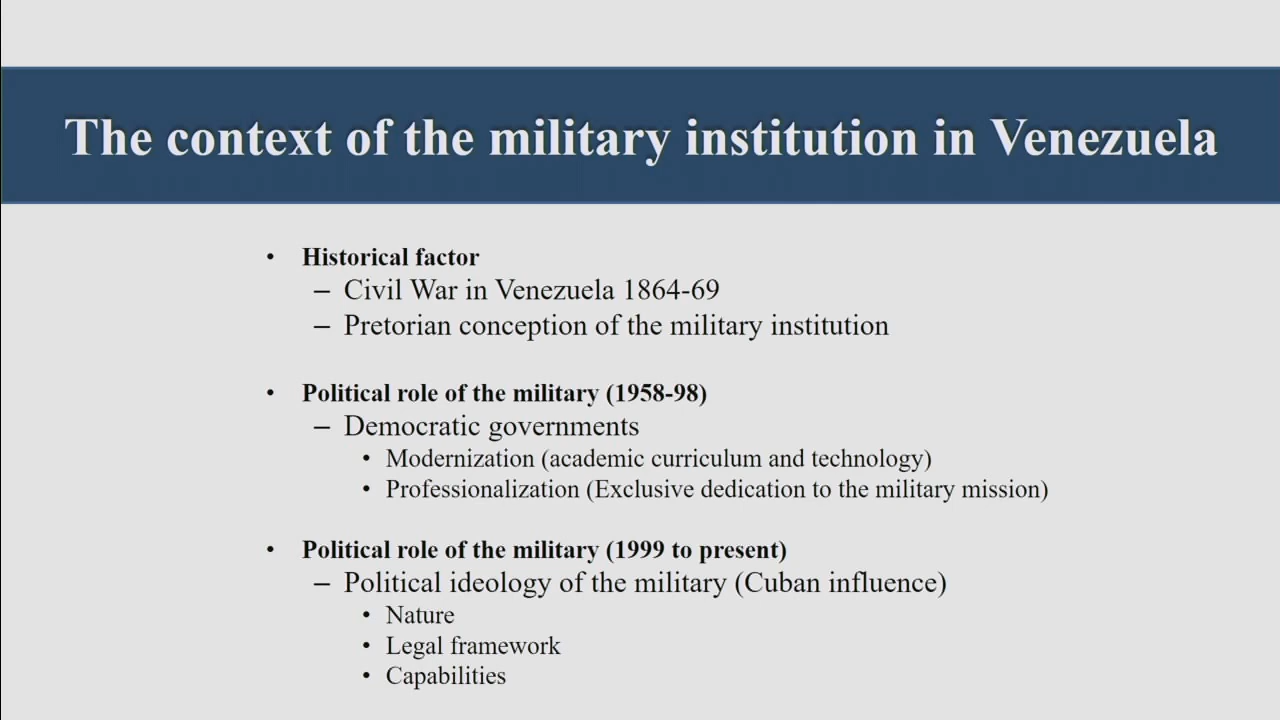 The context of the military institution in Venezuela
• Historical factor
– Civil War in Venezuela 1864-69
– Pretorian conception of the military institution
• Political role of the military (1958-98)
– Democratic governments
• Modernization (academic curriculum and technology)
• Professionalization (Exclusive dedication to the military mission)
• Political role of the military (1999 to present)
– Political ideology of the military (Cuban influence)
• Nature
• Legal framework
• Capabilities